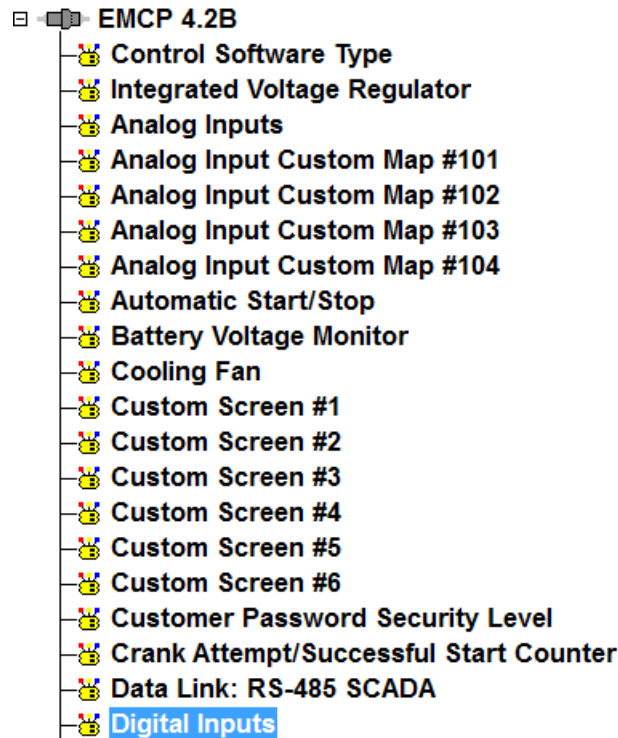 EMCP 4.2B
Control Software Type
Integrated Voltage Regulator
Analog Inputs
Analog Input Custom Map #101
Analog Input Custom Map #102
Analog Input Custom Map #103
Analog Input Custom Map #104
Automatic Start/Stop
Battery Voltage Monitor
Cooling Fan
Custom Screen #1
Custom Screen #2
Custom Screen #3
Custom Screen #4
Custom Screen #5
Custom Screen #6
Customer Password Security Level
Crank Attempt/Successful Start Counter
Data Link: RS-485 SCADA
Digital Inputs